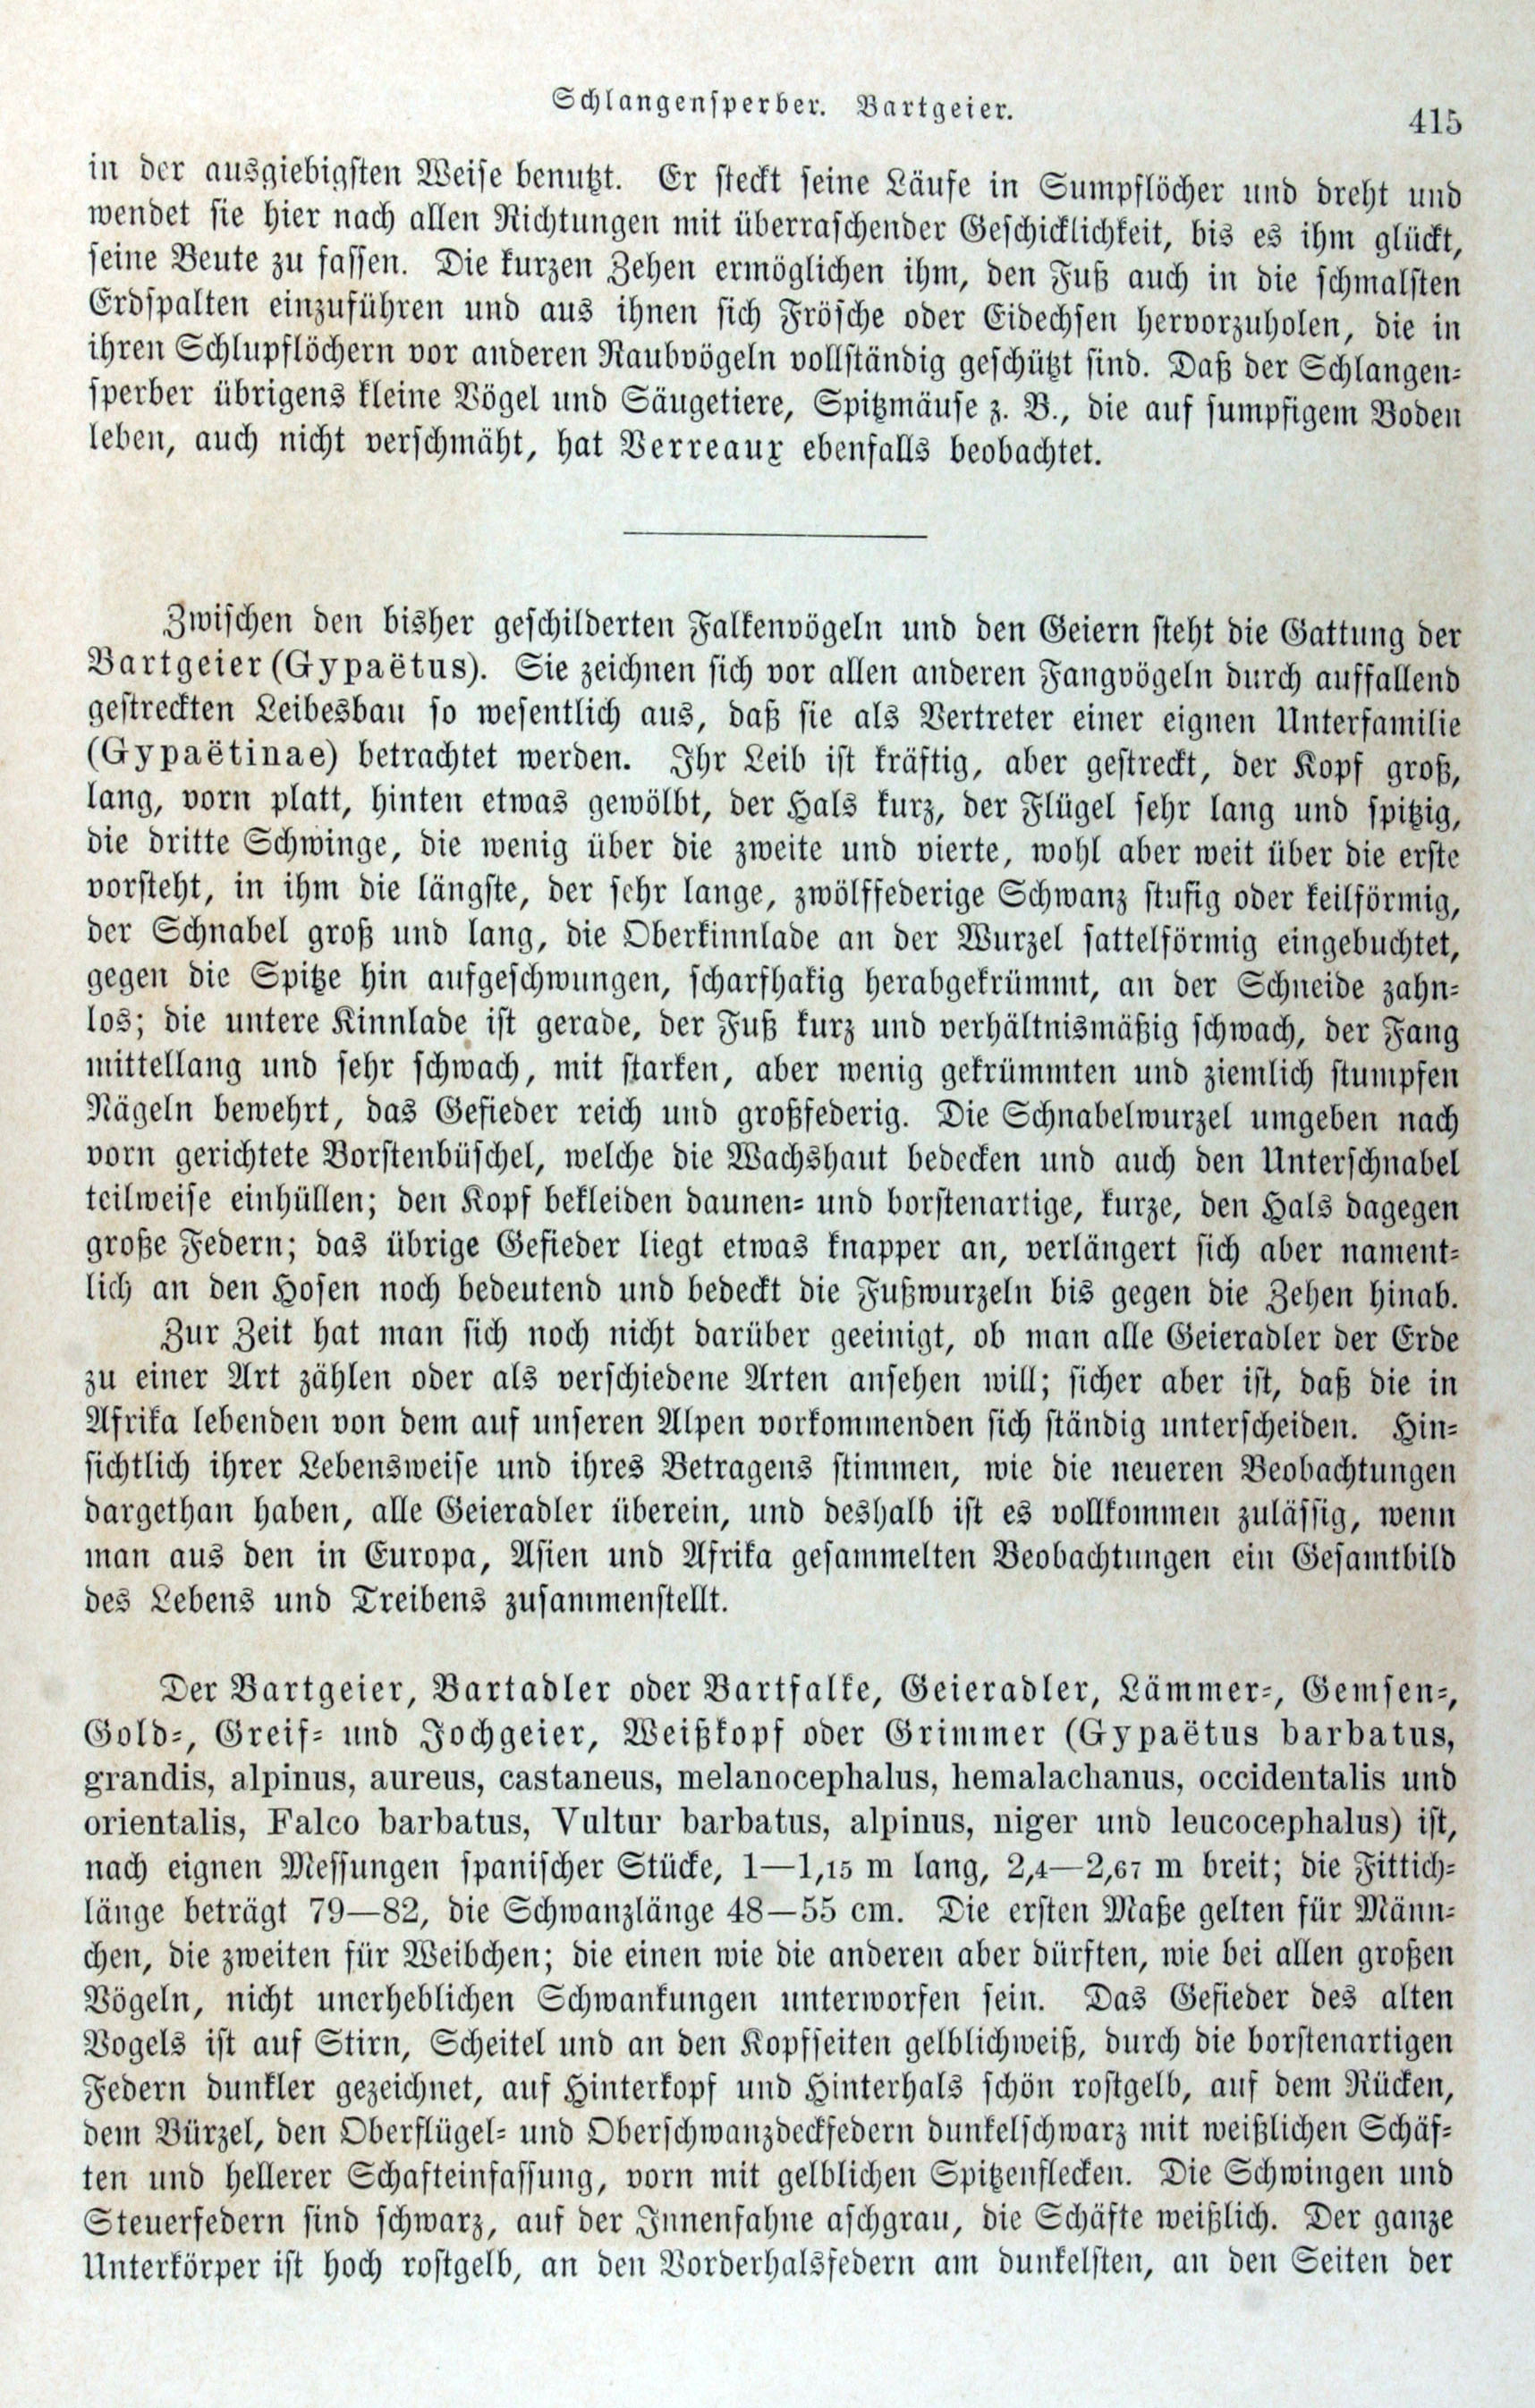 Schlangensperber. Bartgeier. 415
in der ausgiebigsten Weise benutzt. Er steckt seine Läufe in Sumpflöcher und dreht und
wendet sie hier nach allen Richtungen mit überraschender Geschicklichkeit, bis es ihm glückt,
seine Beute zu fassen. Die kurzen Zehen ermöglichen ihm, den Fuß auch in die schmalsten
Erdspalten einzuführen und aus ihnen sich Frösche oder Eidechsen hervorzuholen, die in
ihren Schlupflöchern vor anderen Raubvögeln vollständig geschützt sind. Daß der Schlangen-
sperber übrigens kleine Vögel und Säugetiere, Spitzmäuse z. B., die auf sumpfigem Boden
leben, auch nicht verschmäht, hat Verreaux ebenfalls beobachtet.
Zwischen den bisher geschilderten Falkenvögeln und den Geiern steht die Gattung der
Bartgeier (Gypaëtus). Sie zeichnen sich vor allen anderen Fangvögeln durch auffallend
gestreckten Leibesbau so wesentlich aus, daß sie als Vertreter einer eignen Unterfamilie
(Gypaëtinae) betrachtet werden. Ihr Leib ist kräftig, aber gestreckt, der Kopf groß,
lang, vorn platt, hinten etwas gewölbt, der Hals kurz, der Flügel sehr lang und spitzig,
die dritte Schwinge, die wenig über die zweite und vierte, wohl aber weit über die erste
vorsteht, in ihm die längste, der sehr lange, zwölffederige Schwanz stufig oder keilförmig,
der Schnabel groß und lang, die Oberkinnlade an der Wurzel sattelförmig eingebuchtet,
gegen die Spitze hin aufgeschwungen, scharfhakig herabgekrümmt, an der Schneide zahn-
los; die untere Kinnlade ist gerade, der Fuß kurz und verhältnismäßig schwach, der Fang
mittellang und sehr schwach, mit starken, aber wenig gekrümmten und ziemlich stumpfen
Nägeln bewehrt, das Gefieder reich und großfederig. Die Schnabelwurzel umgeben nach
vorn gerichtete Borstenbüschel, welche die Wachshaut bedecken und auch den Unterschnabel
teilweise einhüllen; den Kopf bekleiden daunen- und borstenartige, kurze, den Hals dagegen
große Federn; das übrige Gefieder liegt etwas knapper an, verlängert sich aber nament-
lich an den Hosen noch bedeutend und bedeckt die Fußwurzeln bis gegen die Zehen hinab.
Zur Zeit hat man sich noch nicht darüber geeinigt, ob man alle Geieradler der Erde
zu einer Art zählen oder als verschiedene Arten ansehen will; sicher aber ist, daß die in
Afrika lebenden von dem auf unseren Alpen vorkommenden sich ständig unterscheiden. Hin-
sichtlich ihrer Lebensweise und ihres Betragens stimmen, wie die neueren Beobachtungen
dargethan haben, alle Geieradler überein, und deshalb ist es vollkommen zulässig, wenn
man aus den in Europa, Asien und Afrika gesammelten Beobachtungen ein Gesamtbild
des Lebens und Treibens zusammenstellt.
Der Bartgeier, Bartadler oder Bartfalke, Geieradler, Lämmer-, Gemsen-,
Gold-, Greif- und Jochgeier, Weißkopf oder Grimmer (Gypaëtus barbatus,
grandis, alpinus, aureus, castaneus, melanocephalus, hemalachanus, occidentalis und
orientalis, Falco barbatus, Vultur barbatus, alpinus, niger und leucocephalus) ist,
nach eignen Messungen spanischer Stücke, 1—1,15 m lang, 2,4—2,67 m breit; die Fittich-
länge beträgt 79—82, die Schwanzlänge 48—55 cm. Die ersten Maße gelten für Männ-
chen, die zweiten für Weibchen; die einen wie die anderen aber dürften, wie bei allen großen
Vögeln, nicht unerheblichen Schwankungen unterworfen sein. Das Gefieder des alten
Vogels ist auf Stirn, Scheitel und an den Kopfseiten gelblichweiß, durch die borstenartigen
Federn dunkler gezeichnet, auf Hinterkopf und Hinterhals schön rostgelb, auf dem Rücken,
dem Bürzel, den Oberflügel- und Oberschwanzdeckfedern dunkelschwarz mit weißlichen Schäf-
ten und hellerer Schafteinfassung, vorn mit gelblichen Spitzenflecken. Die Schwingen und
Steuerfedern sind schwarz, auf der Innenfahne aschgrau, die Schäfte weißlich. Der ganze
Unterkörper ist hoch rostgelb, an den Vorderhalsfedern am dunkelsten, an den Seiten der